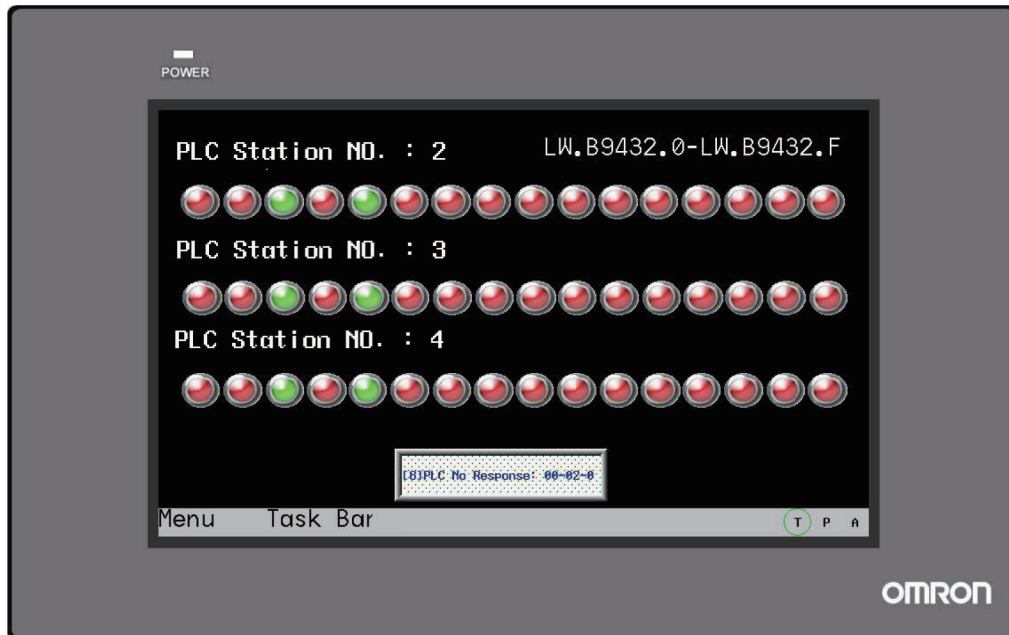 POWER
PLC Station NO. : 2
LW.B9432.0-LW.B9432.F
PLC Station NO. : 3
PLC Station NO. : 4
[8]PLC No Response: 00-02-0
Menu Task Bar T P A
OMRON